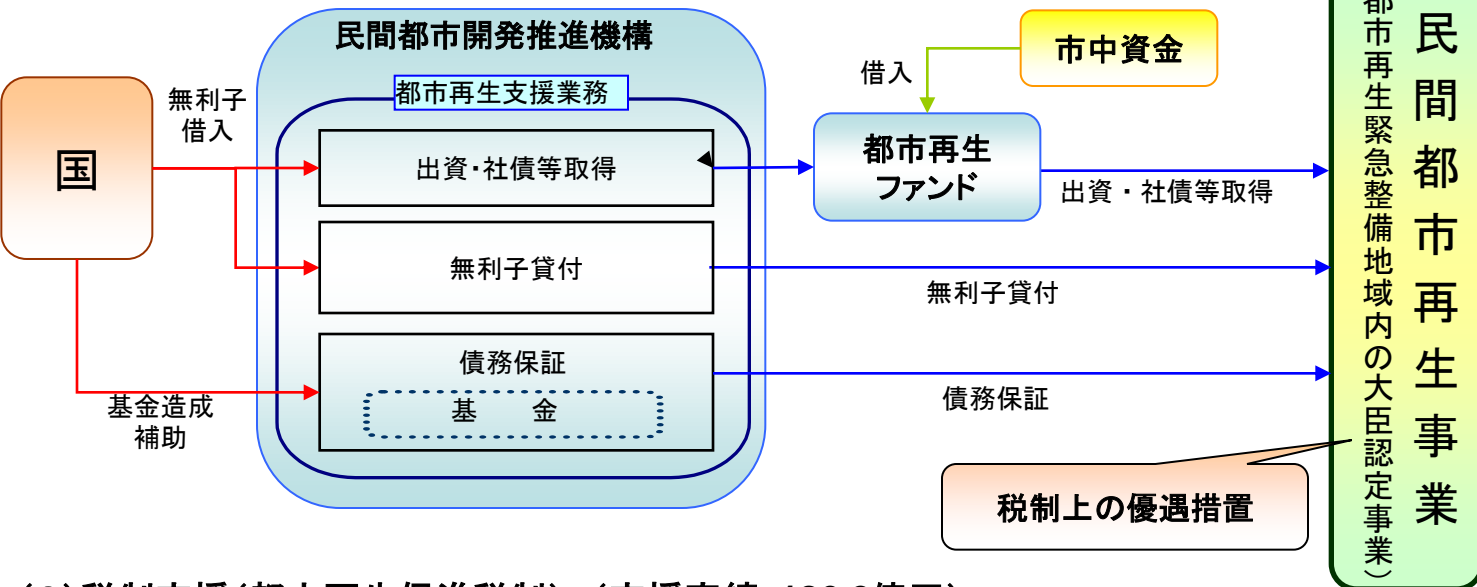 民間都市開発推進機構
都市再生支援業務
国
無利子
借入
出資・社債等取得
無利子貸付
債務保証
基　金
基金造成
補助
市中資金
借入
都市再生
ファンド
出資・社債等取得
無利子貸付
債務保証
税制上の優遇措置
民間都市再生事業
都市再生緊急整備地域内の大臣認定事業）